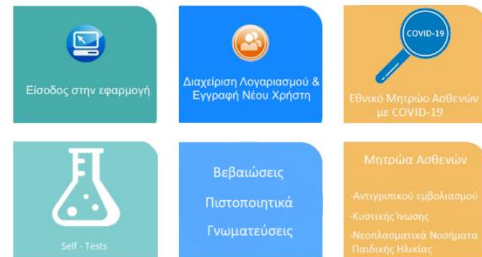 Είσοδος στην εφαρμογή
Διαχείριση Λογαριασμού &
Εγγραφή Νέου Χρήστη
COVID-19
Εθνικό Μητρώο Ασθενών
με COVID-19
Self - Tests
Βεβαιώσεις
Πιστοποιητικά
Γνωματεύσεις
Μητρώα Ασθενών
-Αντιγριπικού εμβολιασμού
-Κυστικής Ίνωσης
-Νεοπλασματικά Νοσήματα
Παιδικής Ηλικίας